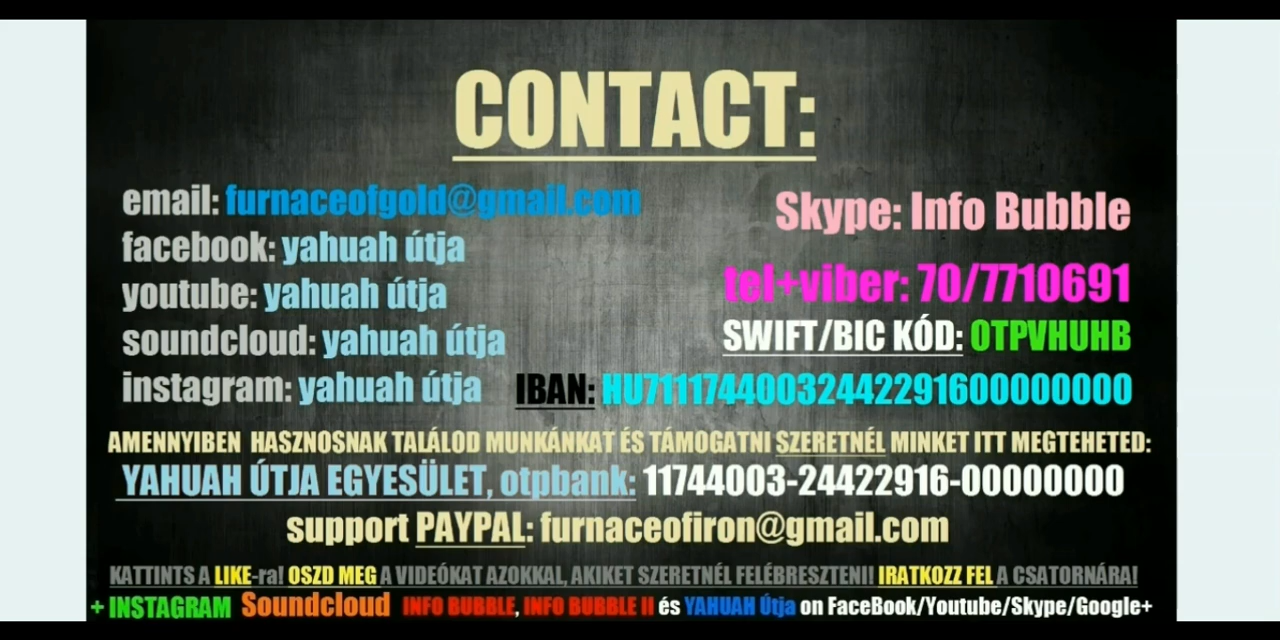 CONTACT:
email: furnaceofgold@gmail.com
facebook: yahuah útja
youtube: yahuah útja
soundcloud: yahuah útja
instagram: yahuah útja
Skype: Info Bubble
tel+viber: 70/7710691
SWIFT/BIC KÓD: OTPVHUHB
IBAN: HU71117440032442291600000000
AMENNYIBEN HASZNOSNAK TALÁLOD MUNKÁNKAT ÉS TÁMOGATNI SZERETNÉL MINKET ITT MEGTEHETED:
YAHUAH ÚTJA EGYESÜLET, otpbank: 11744003-24422916-00000000
support PAYPAL: furnaceofiron@gmail.com
KATTINTS A LIKE-ra! OSZD MEG A VIDEÓKAT AZOKKAL, AKIKET SZERETNÉL FELÉBRESZTENI! IRATKOZZ FEL A CSATORNÁRA!
+ INSTAGRAM Soundcloud INFO BUBBLE, INFO BUBBLE II és YAHUAH Útja on FaceBook/Youtube/Skype/Google+